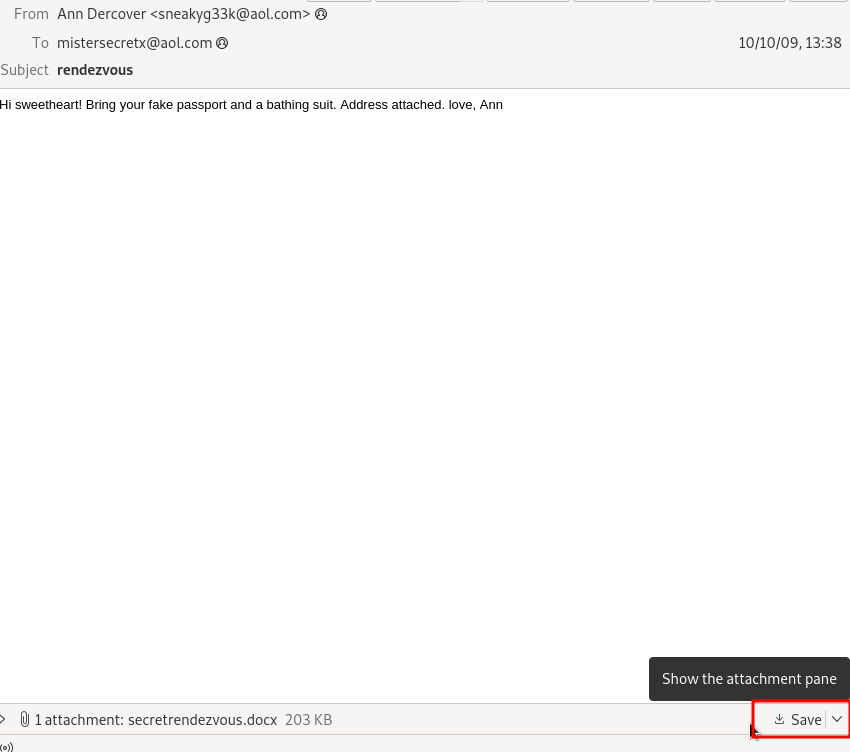 From Ann Dercover <sneakyg33k@aol.com>
To mistersecretx@aol.com 10/10/09, 13:38
Subject rendezvous
Hi sweetheart! Bring your fake passport and a bathing suit. Address attached. love, Ann
Show the attachment pane
1 attachment: secretrendezvous.docx 203 KB Save